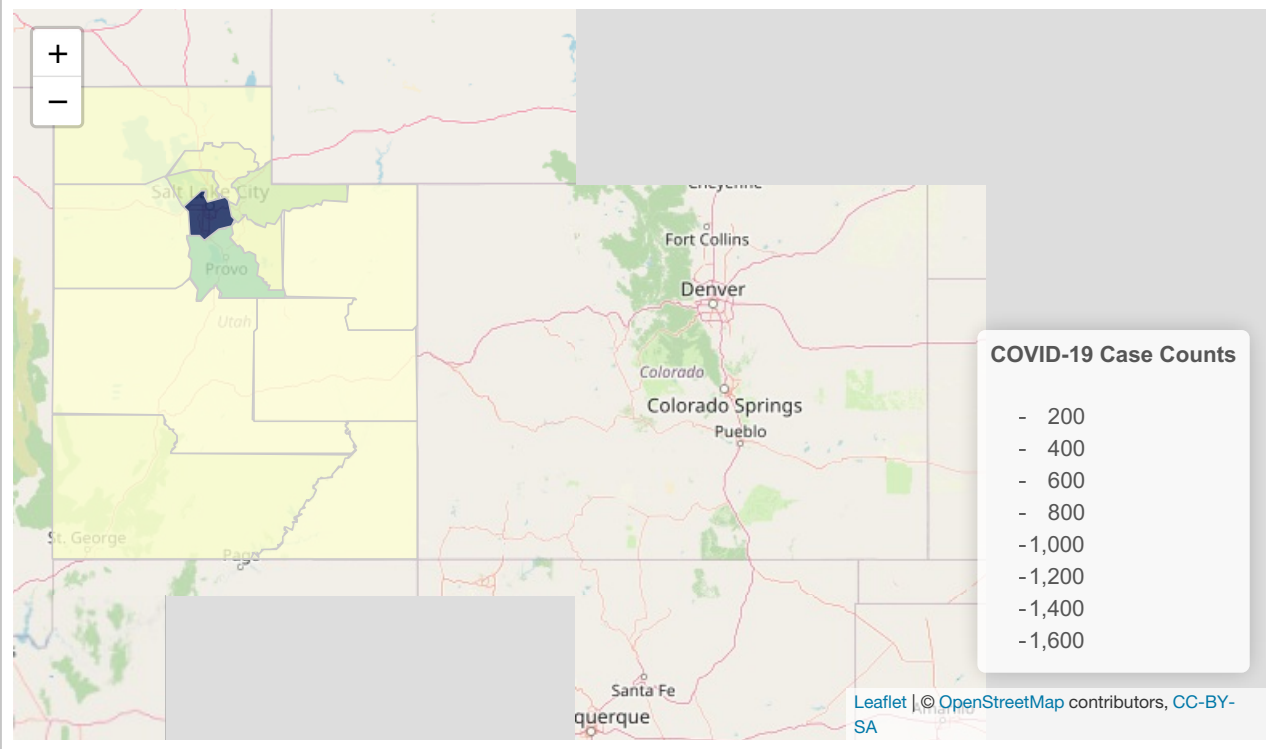 +
−
Cheyenne
Salt Lake City
Fort Collins
Provo
Denver
Utah
COVID-19 Case Counts
Colorado
Colorado Springs
- 200
Pueblo
- 400
- 600
- 800
St. George
-1,000
Page
-1,200
-1,400
-1,600
Santa Fe
querque
Leaflet | © OpenStreetMap contributors, CC-BY-
SA
Amarillo